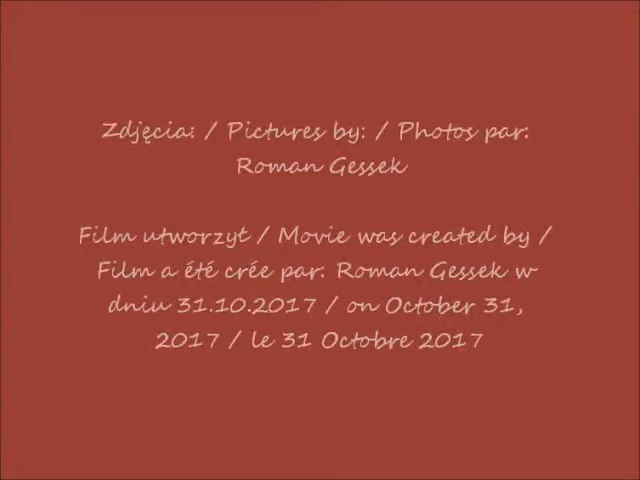 Zdjęcia: / Pictures by: / Photos par:
Roman Gessek
Film utworzył / Movie was created by /
Film a été crée par: Roman Gessek w
dniu 31.10.2017 / on October 31,
2017 / le 31 Octobre 2017